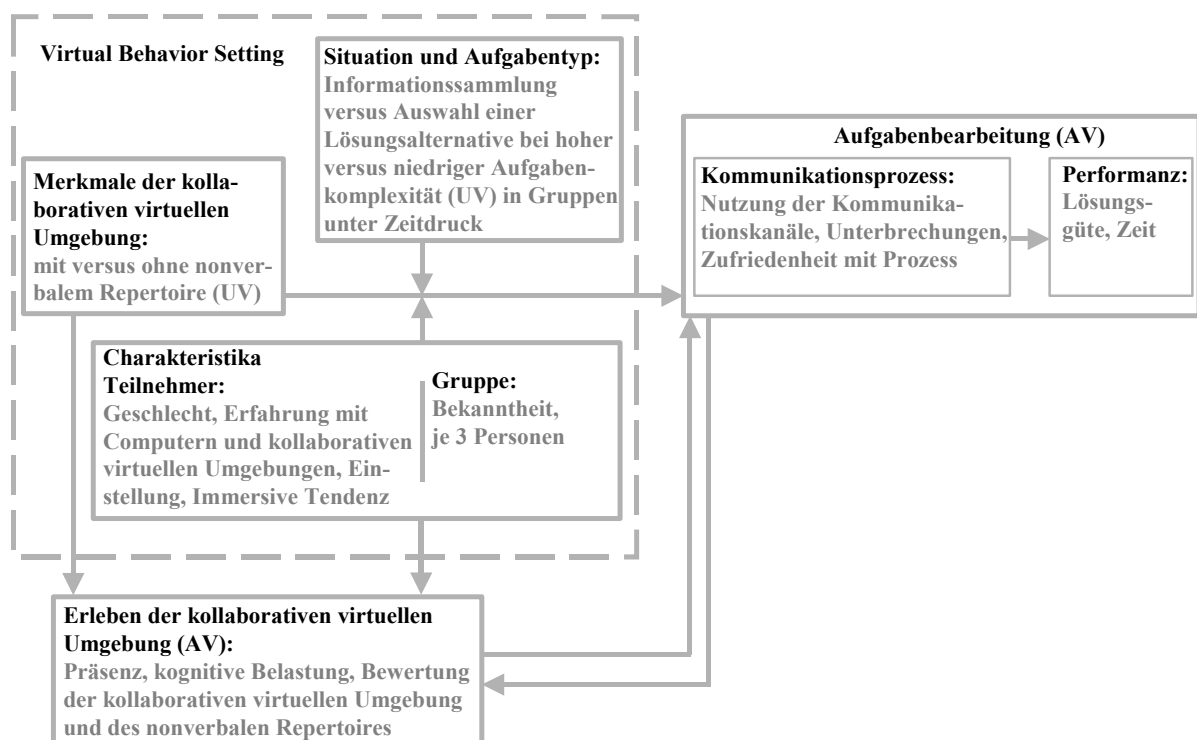 Virtual Behavior Setting
Situation und Aufgabentyp:
Informationssammlung
versus Auswahl einer
Lösungsalternative bei hoher
versus niedriger Aufgaben-
komplexität (UV) in Gruppen
unter Zeitdruck
Merkmale der kolla-
borativen virtuellen
Umgebung:
mit versus ohne nonver-
balem Repertoire (UV)
Aufgabenbearbeitung (AV)
Kommunikationsprozess:
Nutzung der Kommunika-
tionskanäle, Unterbrechungen,
Zufriedenheit mit Prozess
Performanz:
Lösungs-
güte, Zeit
Charakteristika
Teilnehmer:
Geschlecht, Erfahrung mit
Computern und kollaborativen
virtuellen Umgebungen, Ein-
stellung, Immersive Tendenz
Gruppe:
Bekanntheit,
je 3 Personen
Erleben der kollaborativen virtuellen
Umgebung (AV):
Präsenz, kognitive Belastung, Bewertung
der kollaborativen virtuellen Umgebung
und des nonverbalen Repertoires